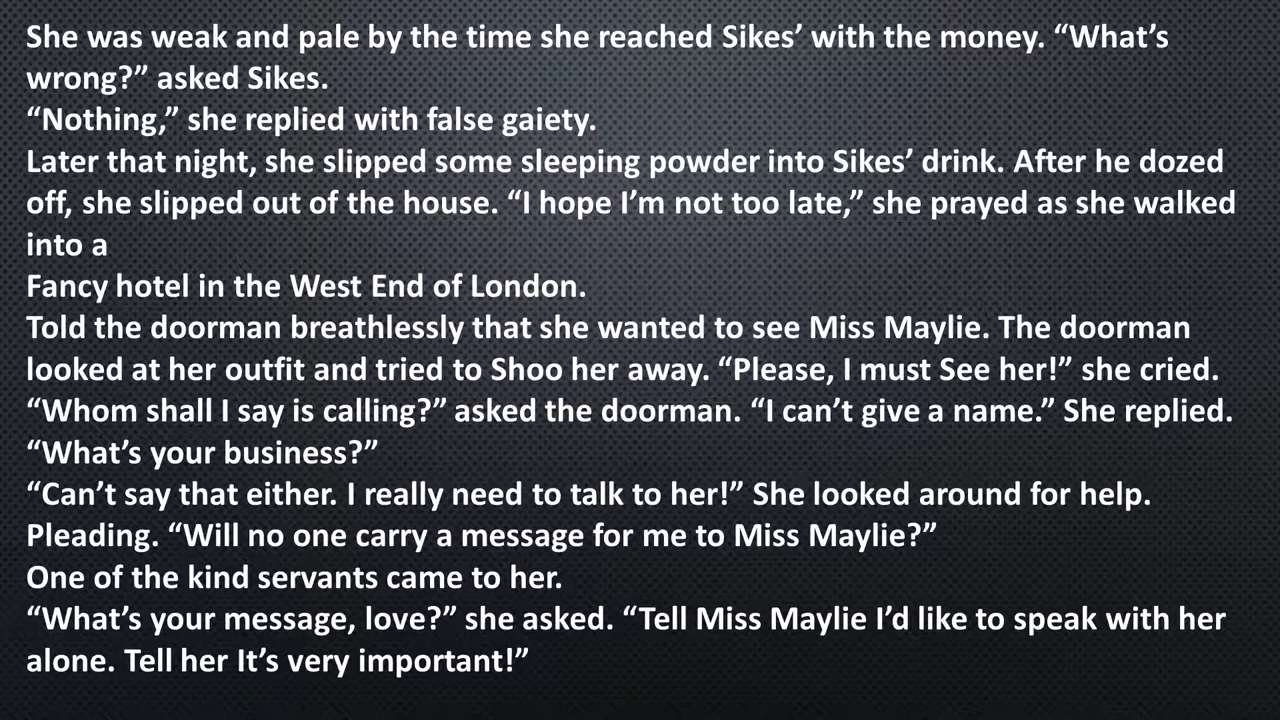 She was weak and pale by the time she reached Sikes’ with the money. “What’s
wrong?” asked Sikes.
“Nothing,” she replied with false gaiety.
Later that night, she slipped some sleeping powder into Sikes’ drink. After he dozed
off, she slipped out of the house. “I hope I’m not too late,” she prayed as she walked
into a
Fancy hotel in the West End of London.
Told the doorman breathlessly that she wanted to see Miss Maylie. The doorman
looked at her outfit and tried to Shoo her away. “Please, I must See her!” she cried.
“Whom shall I say is calling?” asked the doorman. “I can’t give a name.” She replied.
“What’s your business?”
“Can’t say that either. I really need to talk to her!” She looked around for help.
Pleading. “Will no one carry a message for me to Miss Maylie?”
One of the kind servants came to her.
“What’s your message, love?” she asked. “Tell Miss Maylie I’d like to speak with her
alone. Tell her It’s very important!”